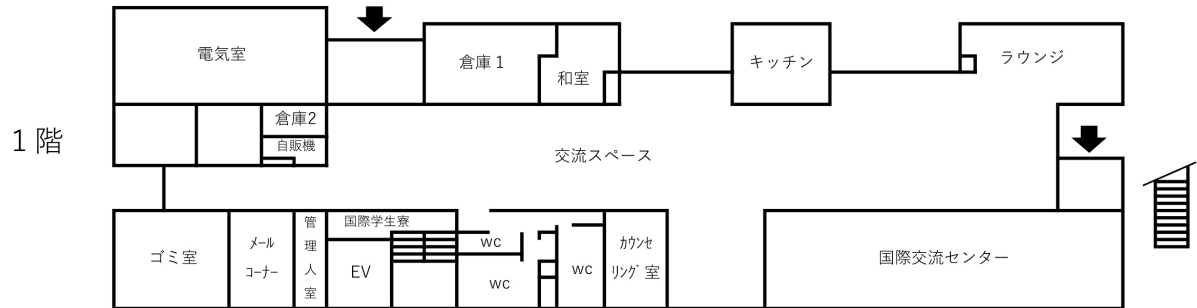 1階
電気室
倉庫1
和室
キッチン
ラウンジ
倉庫2
自販機
交流スペース
ゴミ室
メール
コーナー
管理人室
国際学生寮
EV
wc
wc
wc
カウンセ
リング室
国際交流センター